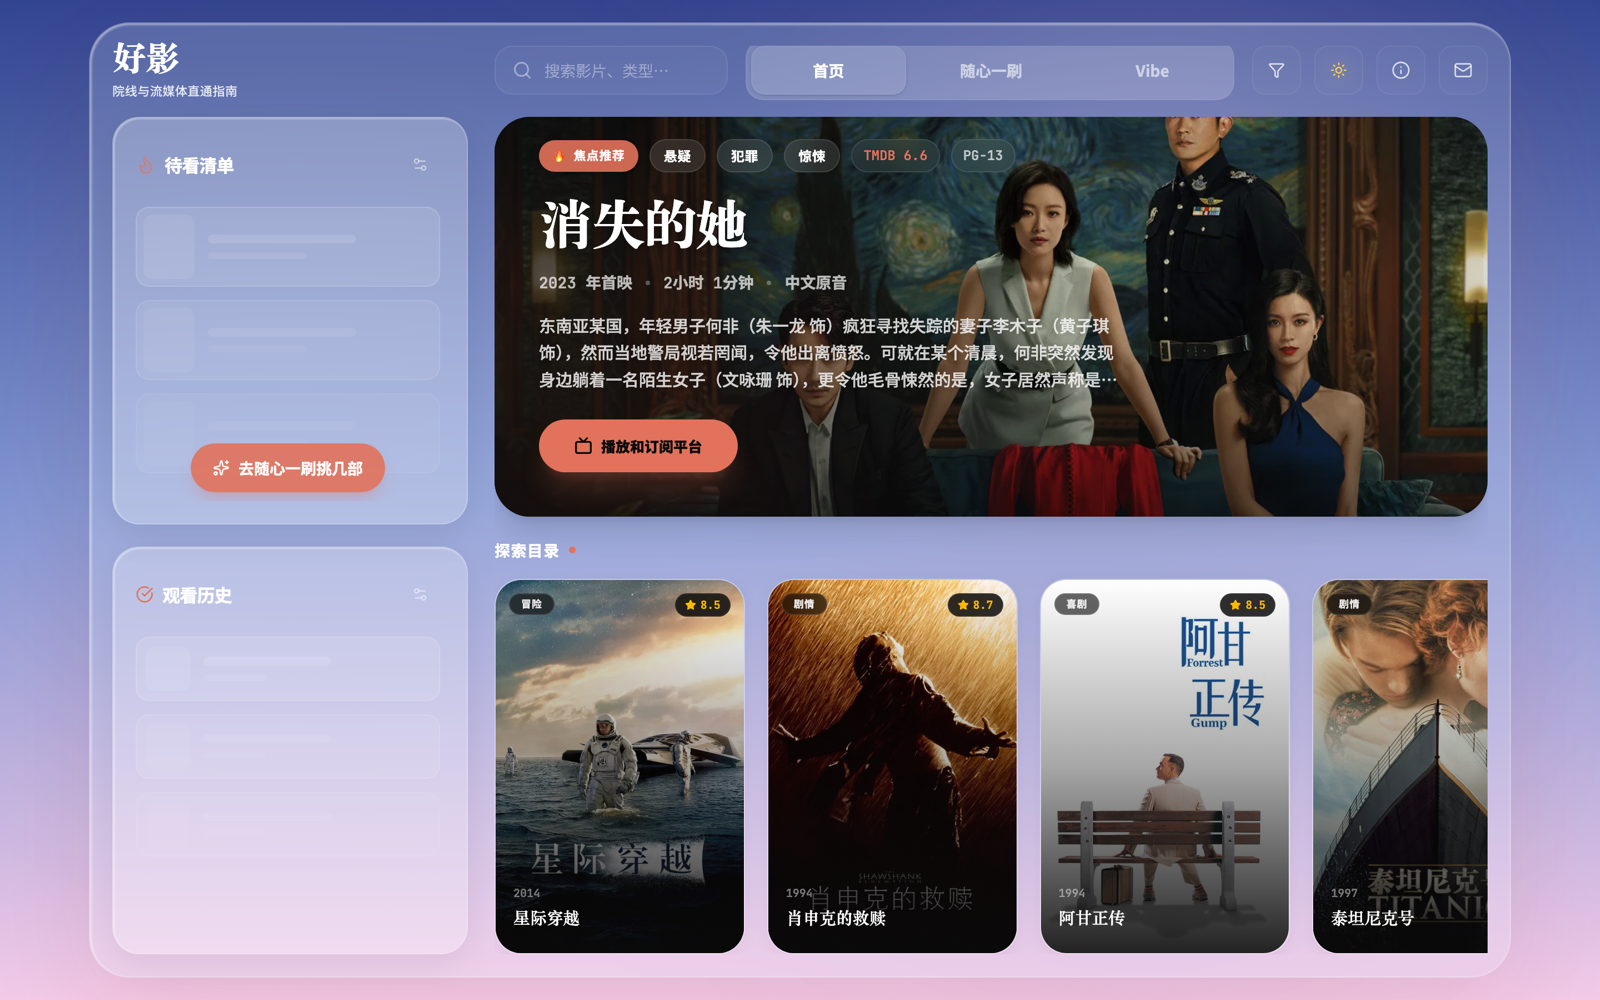 好影
院线与流媒体直通指南
搜索影片、类型…
首页
随心一刷
Vibe
待看清单
去随心一刷挑几部
观看历史
焦点推荐
悬疑
犯罪
惊悚
TMDB 6.6
PG-13
消失的她
2023 年首映 • 2小时 1分钟 • 中文原音
东南亚某国，年轻男子何非（朱一龙 饰）疯狂寻找失踪的妻子李木子（黄子琪
饰），然而当地警局视若罔闻，令他出离愤怒。可就在某个清晨，何非突然发现
身边躺着一名陌生女子（文咏珊 饰），更令他毛骨悚然的是，女子居然声称是…
播放和订阅平台
探索目录
冒险
8.5
星际穿越
2014
星际穿越
剧情
8.7
SHAWSHANK
REDEMPTION
肖申克的救赎
1994
肖申克的救赎
喜剧
8.5
阿甘
Forrest
正传
Gump
1994
阿甘正传
剧情
泰坦尼克号
TITANI
1997
泰坦尼克号